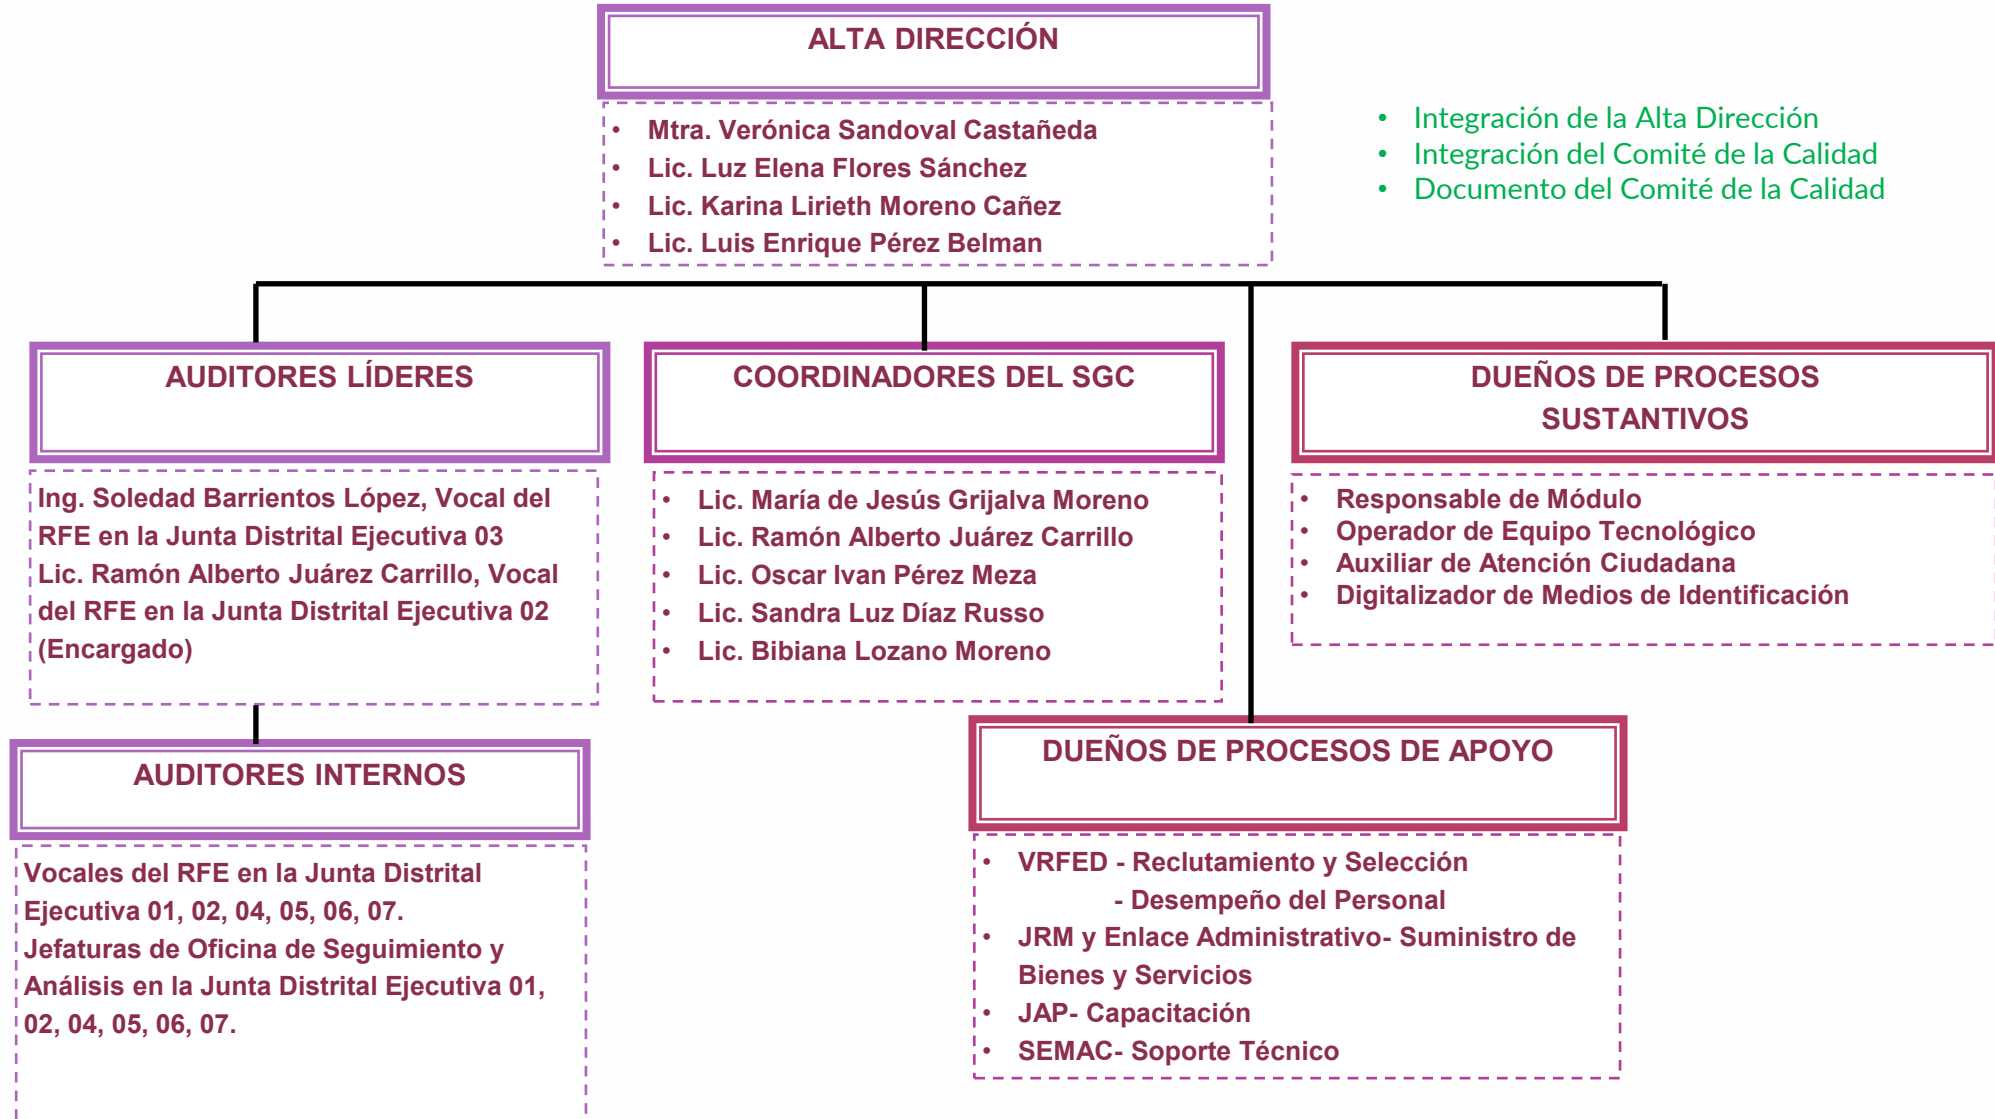 ALTA DIRECCIÓN
• Mtra. Verónica Sandoval Castañeda
• Lic. Luz Elena Flores Sánchez
• Lic. Karina Lirieth Moreno Cañez
• Lic. Luis Enrique Pérez Belman
• Integración de la Alta Dirección
• Integración del Comité de la Calidad
• Documento del Comité de la Calidad
AUDITORES LÍDERES
Ing. Soledad Barrientos López, Vocal del
RFE en la Junta Distrital Ejecutiva 03
Lic. Ramón Alberto Juárez Carrillo, Vocal
del RFE en la Junta Distrital Ejecutiva 02
(Encargado)
COORDINADORES DEL SGC
• Lic. María de Jesús Grijalva Moreno
• Lic. Ramón Alberto Juárez Carrillo
• Lic. Oscar Ivan Pérez Meza
• Lic. Sandra Luz Díaz Russo
• Lic. Bibiana Lozano Moreno
DUEÑOS DE PROCESOS
SUSTANTIVOS
• Responsable de Módulo
• Operador de Equipo Tecnológico
• Auxiliar de Atención Ciudadana
• Digitalizador de Medios de Identificación
AUDITORES INTERNOS
Vocales del RFE en la Junta Distrital
Ejecutiva 01, 02, 04, 05, 06, 07.
Jefaturas de Oficina de Seguimiento y
Análisis en la Junta Distrital Ejecutiva 01,
02, 04, 05, 06, 07.
DUEÑOS DE PROCESOS DE APOYO
• VRFED - Reclutamiento y Selección
- Desempeño del Personal
• JRM y Enlace Administrativo- Suministro de
Bienes y Servicios
• JAP- Capacitación
• SEMAC- Soporte Técnico